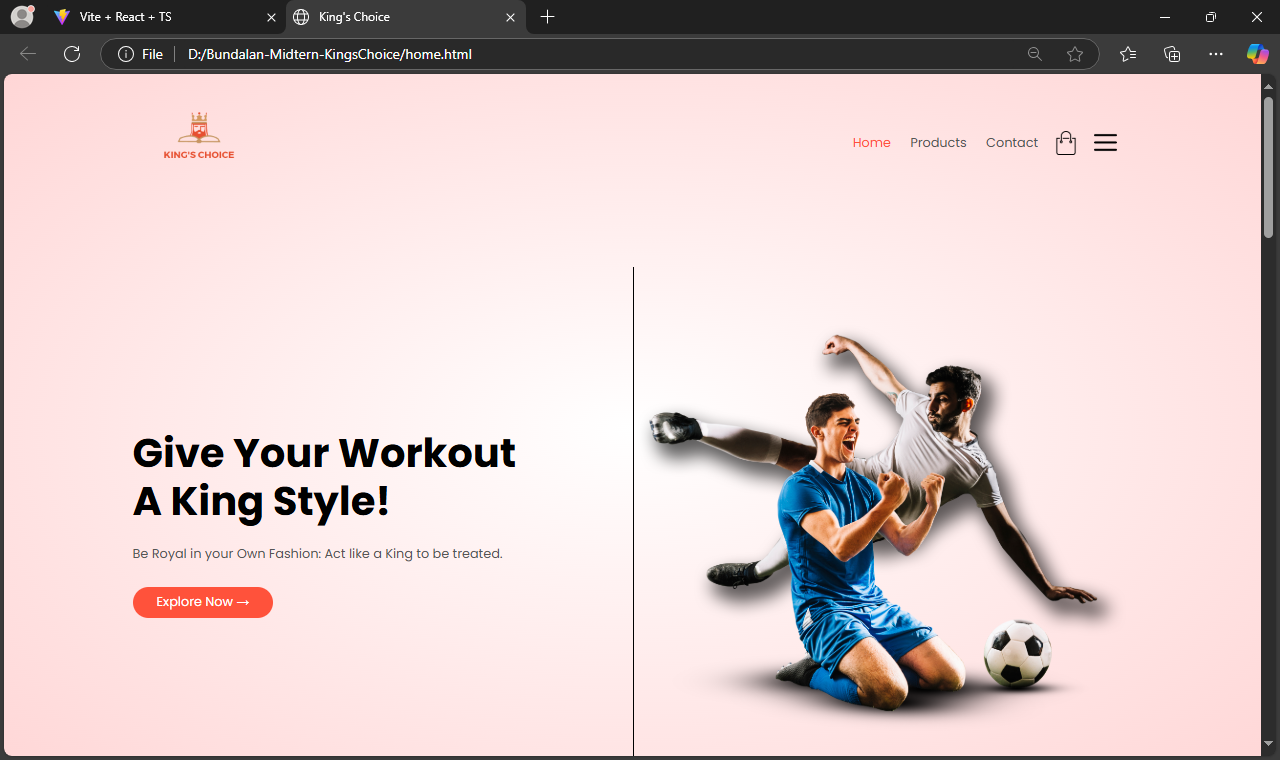 Vite + React + TS
King's Choice
File
D:/Bundalan-Midtern-KingsChoice/home.html
KING'S CHOICE
Home
Products
Contact
Give Your Workout
A King Style!
Be Royal in your Own Fashion: Act like a King to be treated.
Explore Now →